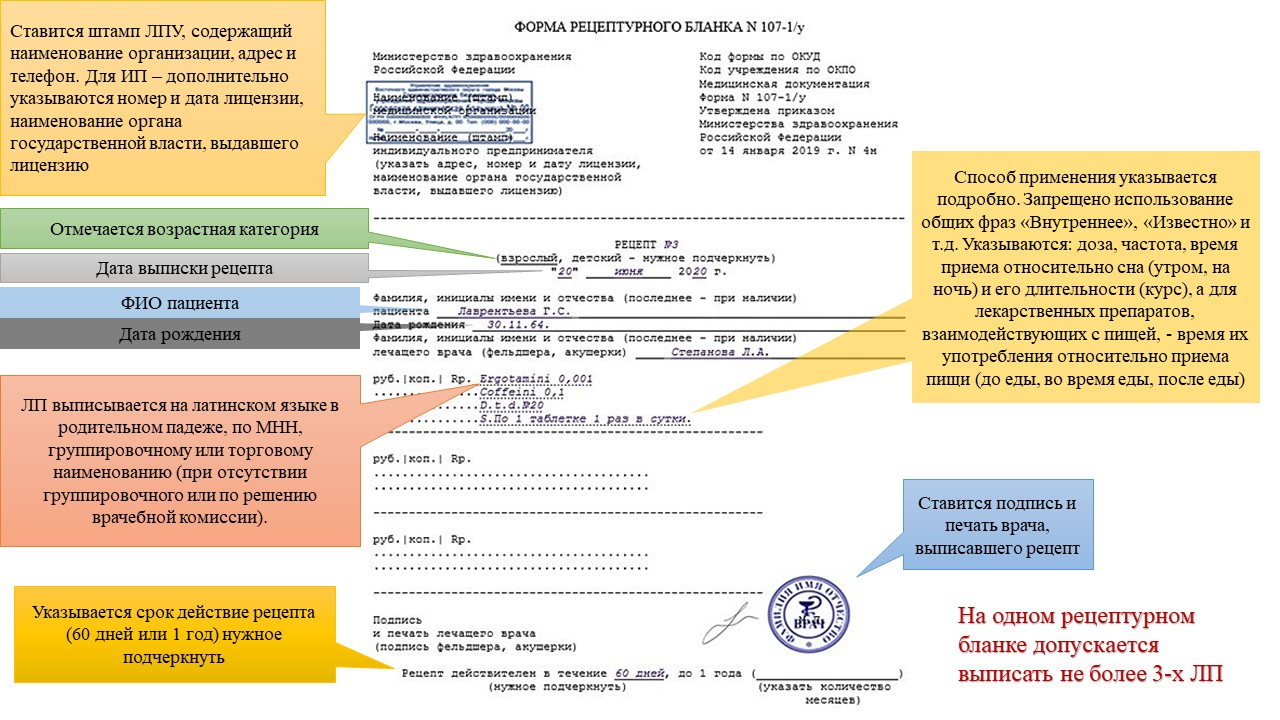 Ставится штамп ЛПУ, содержащий
наименование организации, адрес и
телефон. Для ИП – дополнительно
указываются номер и дата лицензии,
наименование органа
государственной власти, выдавшего
лицензию
ФОРМА РЕЦЕПТУРНОГО БЛАНКА N 107-1/у
Министерство здравоохранения
Российской Федерации
Наименование (штамп)
медицинской организации
Наименование (штамп)
индивидуального предпринимателя
(указать адрес, номер и дату лицензии,
наименование органа государственной
власти, выдавшего лицензию)
Код формы по ОКУД
Код учреждения по ОКПО
Медицинская документация
Форма N 107-1/у
Утверждена приказом
Министерства здравоохранения
Российской Федерации
от 14 января 2019 г. N 4н
Отмечается возрастная категория
Дата выписки рецепта
ФИО пациента
Дата рождения
РЕЦЕПТ №3
(взрослый, детский - нужное подчеркнуть)
"20" июня 2020 г.
Фамилия, инициалы имени и отчества (последнее - при наличии)
пациента Лаврентьева Г.С.
Дата рождения 30.11.64.
Фамилия, инициалы имени и отчества (последнее - при наличии)
лечащего врача (фельдшера, акушерки) Степанова Л.А.
руб.|коп.| Rp. Ergotamini 0,001
Coffeini 0,1
D.t.d.№20
S.По 1 таблетке 1 раз в сутки.
руб.|коп.| Rp.
руб.|коп.| Rp.
Способ применения указывается
подробно. Запрещено использование
общих фраз «Внутреннее», «Известно» и
т.д. Указываются: доза, частота, время
приема относительно сна (утром, на
ночь) и его длительности (курс), а для
лекарственных препаратов,
взаимодействующих с пищей, - время их
употребления относительно приема
пищи (до еды, во время еды, после еды)
ЛП выписывается на латинском языке в
родительном падеже, по МНН,
группировочному или торговому
наименованию (при отсутствии
группировочного или по решению
врачебной комиссии).
Ставится подпись и
печать врача,
выписавшего рецепт
Указывается срок действие рецепта
(60 дней или 1 год) нужное
подчеркнуть
Подпись
и печать лечащего врача
(подпись фельдшера, акушерки)
ФАМИЛИЯ ИМЯ ОТЧЕСТВО
ВРАЧ
Рецепт действителен в течение 60 дней, до 1 года (                    )
(нужное подчеркнуть)
(указать количество
месяцев)
На одном рецептурном
бланке допускается
выписать не более 3-х ЛП